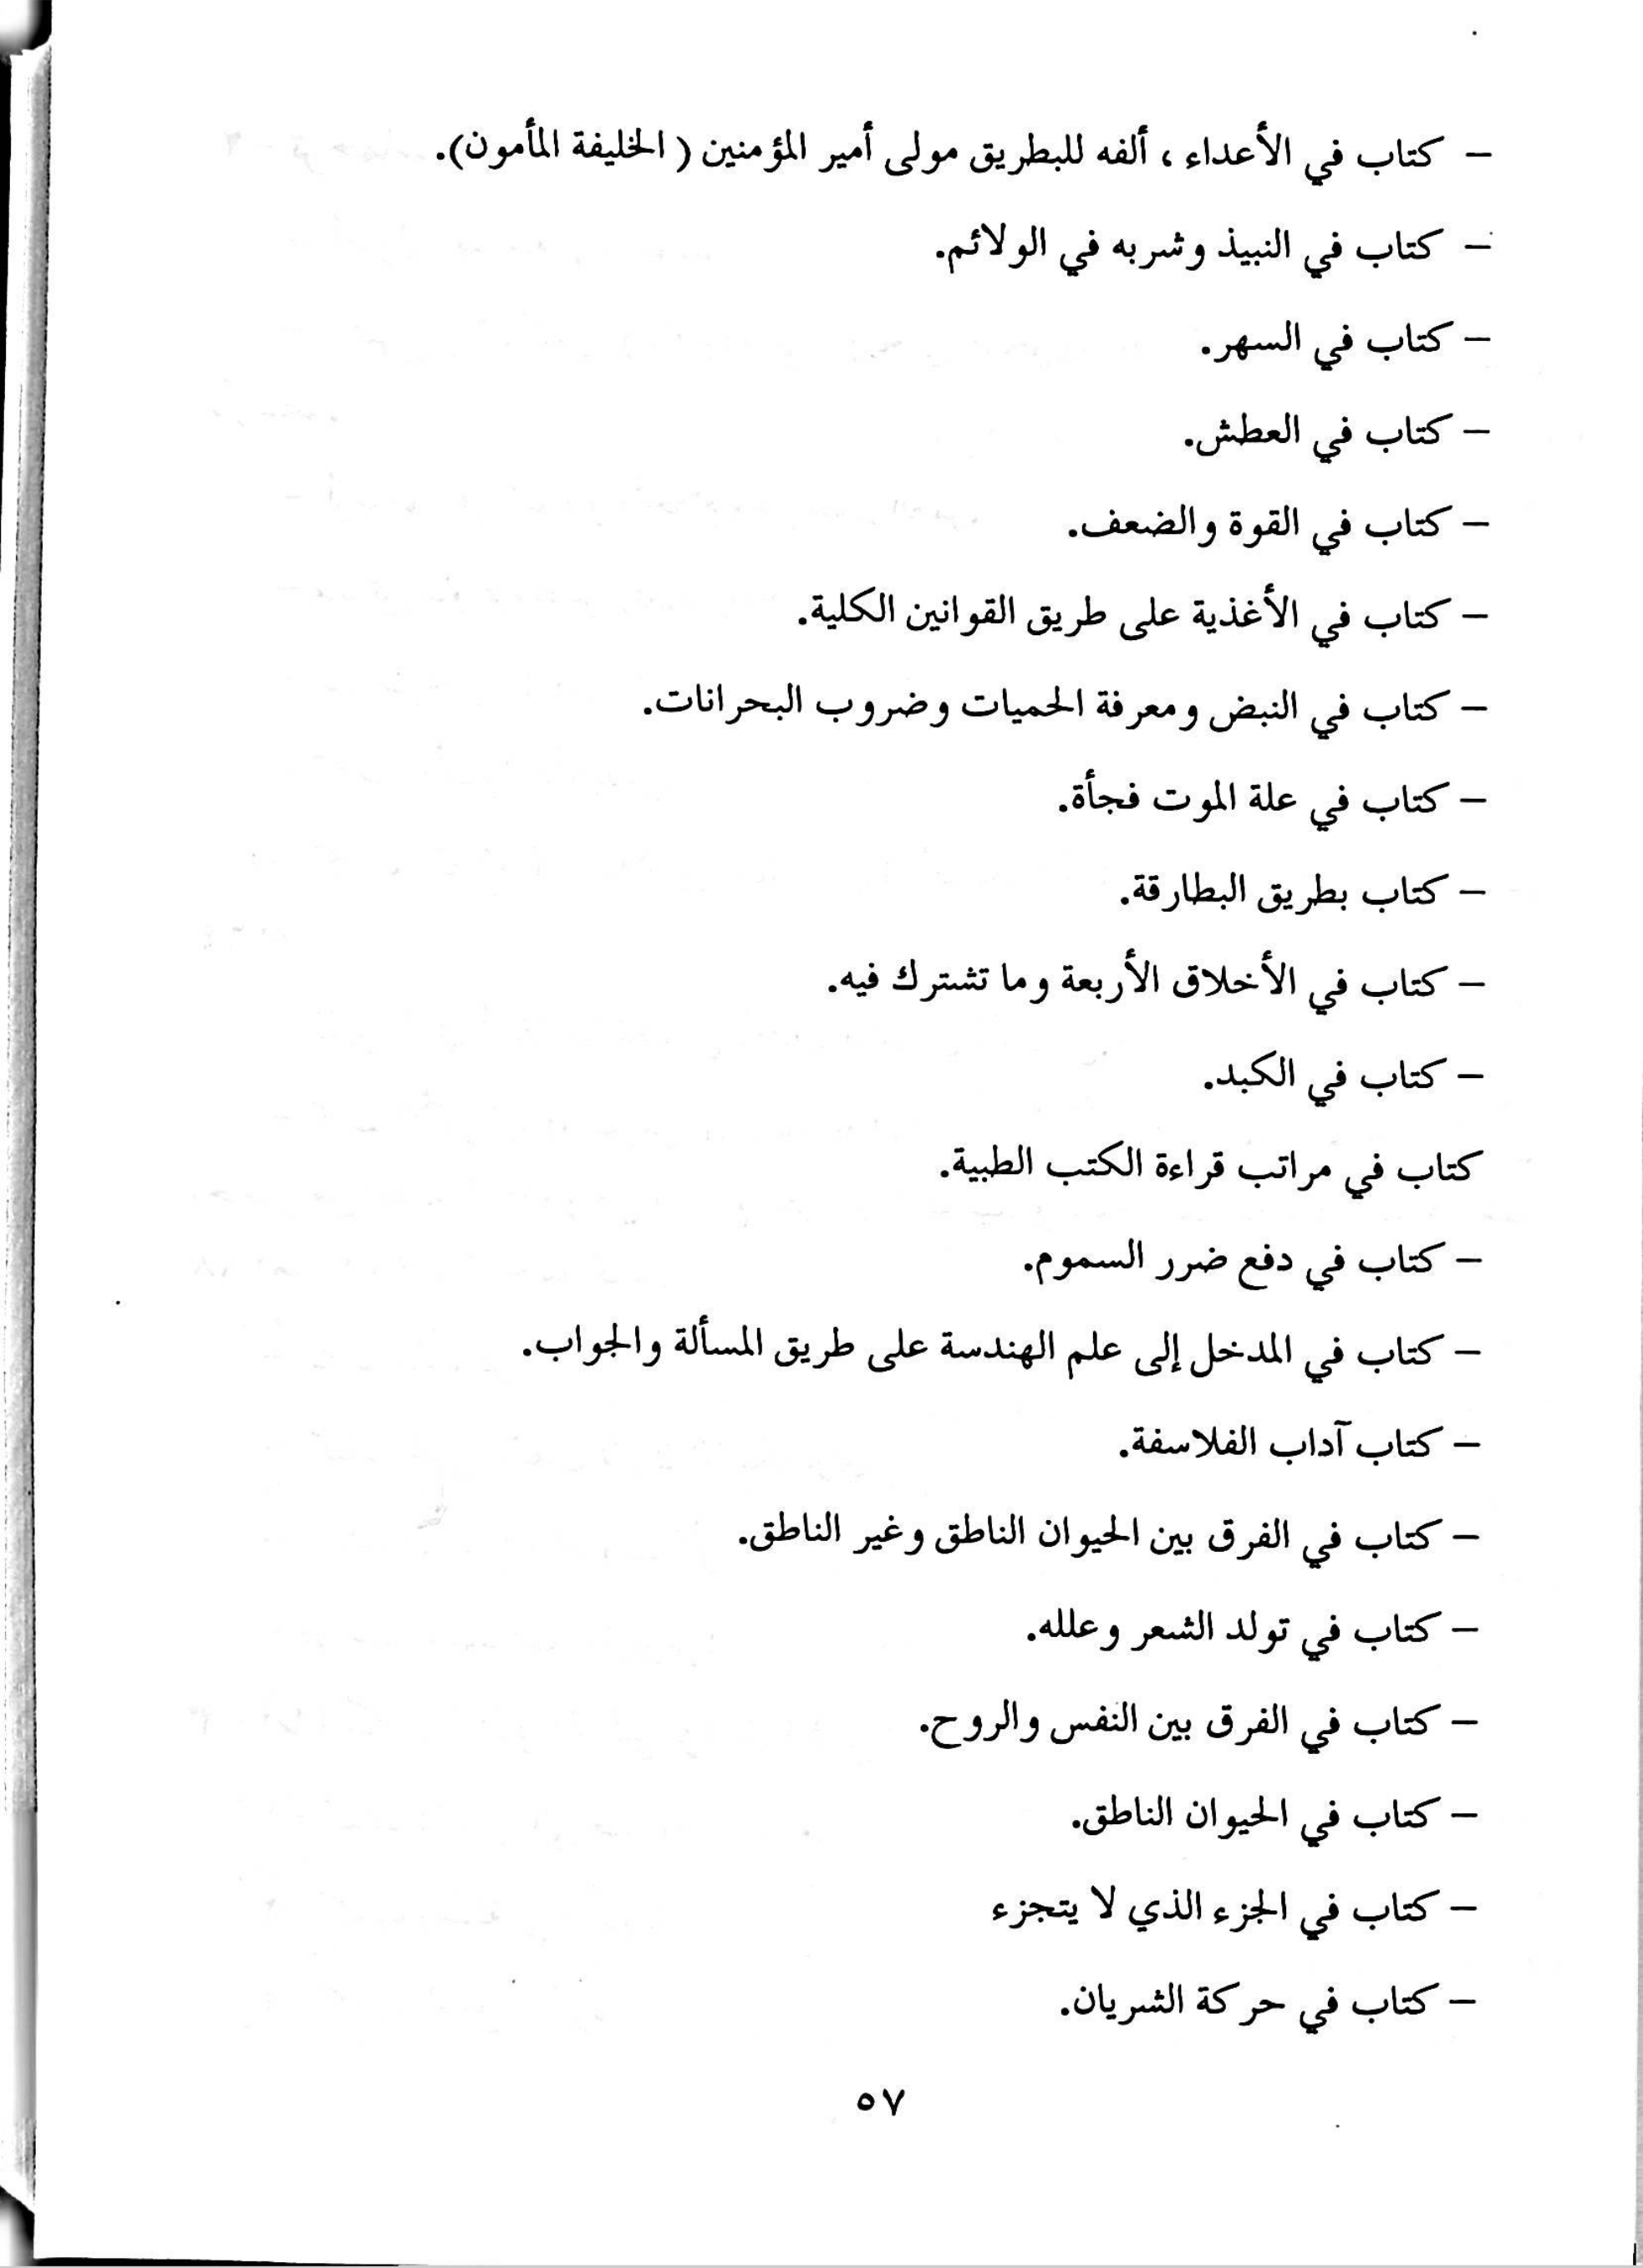 – كتاب في الأعداء ، ألفه للبطريق مولى أمير المؤمنين ( الخليفة المأمون).
– كتاب في النبيذ وشربه في الولائم.
– كتاب في السهر.
– كتاب في العطش.
– كتاب في القوة والضعف.
– كتاب في الأغذية على طريق القوانين الكلية.
– كتاب في النبض ومعرفة الحميات وضروب البحرانات.
– كتاب في علة الموت فجأة.
– كتاب بطريق البطارقة.
– كتاب في الأخلاق الأربعة وما تشترك فيه.
– كتاب في الكبد.
كتاب في مراتب قراءة الكتب الطبية.
– كتاب في دفع ضرر السموم.
– كتاب في المدخل إلى علم الهندسة على طريق المسألة والجواب.
– كتاب آداب الفلاسفة.
– كتاب في الفرق بين الحيوان الناطق وغير الناطق.
– كتاب في تولد الشعر وعلله.
– كتاب في الفرق بين النفس والروح.
– كتاب في الحيوان الناطق.
– كتاب في الجزء الذي لا يتجزء
– كتاب في حركة الشريان.
٥٧